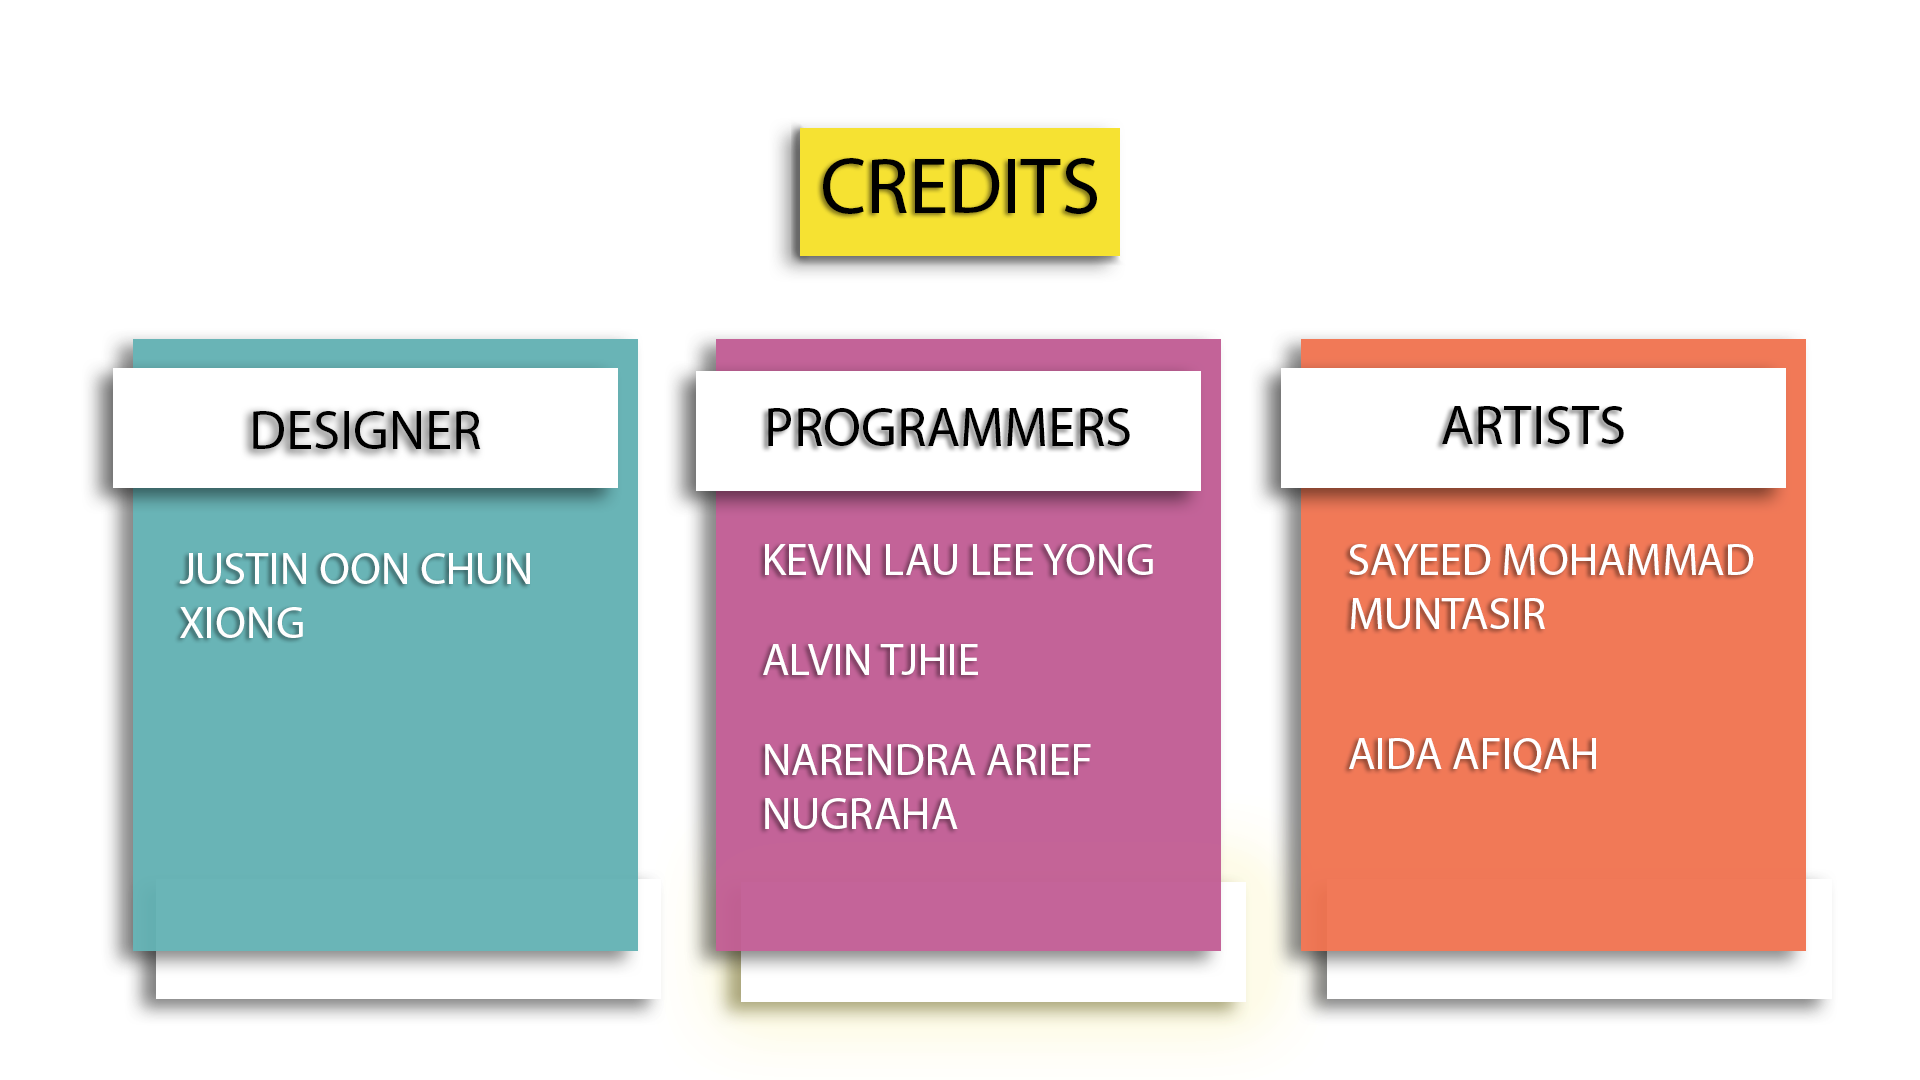 CREDITS
DESIGNER
JUSTIN OON CHUN
XIONG
PROGRAMMERS
KEVIN LAU LEE YONG
ALVIN TJHIE
NARENDRA ARIEF
NUGRAHA
ARTISTS
SAYEED MOHAMMAD
MUNTASIR
AIDA AFIQAH